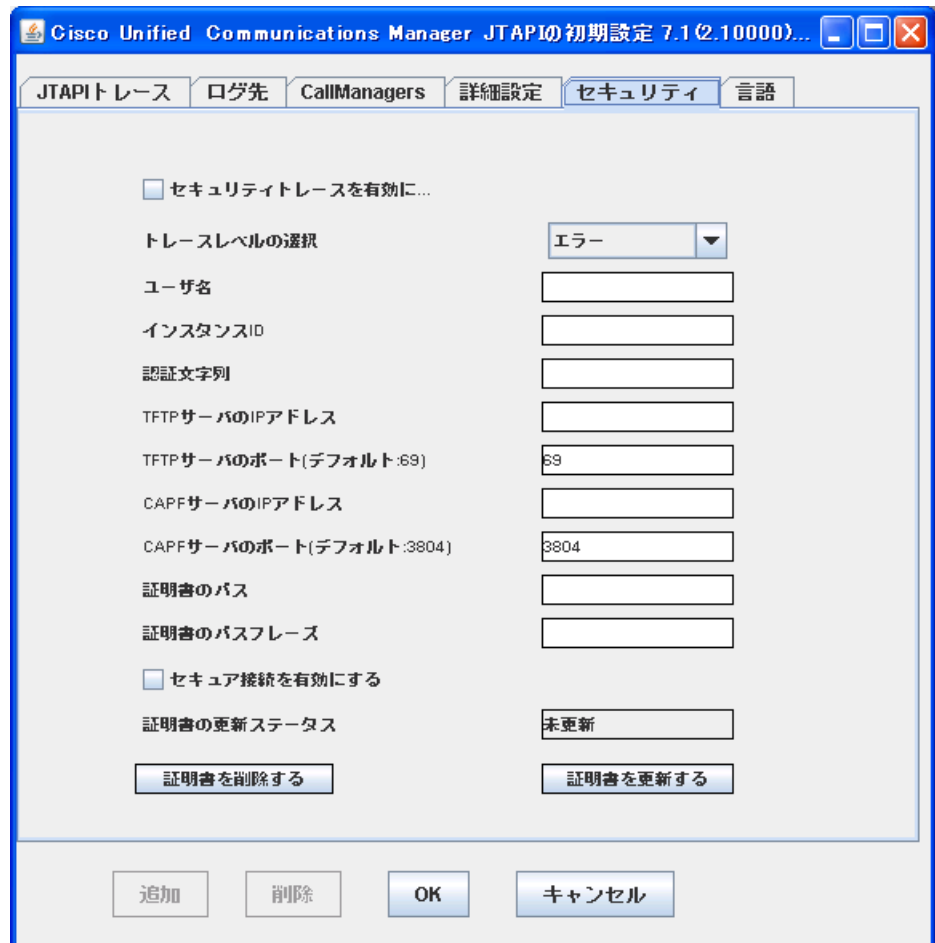 Cisco Unified Communications Manager JTAPIの初期設定 7.1(2.10000)...
JTAPIトレース ログ先 CallManagers 詳細設定 セキュリティ 言語
セキュリティトレースを有効に...
トレースレベルの選択 エラー
ユーザ名
インスタンスID
認証文字列
TFTPサーバのIPアドレス
TFTPサーバのポート(デフォルト:69) 69
CAPFサーバのIPアドレス
CAPFサーバのポート(デフォルト:3804) 3804
証明書のパス
証明書のパスフレーズ
セキュア接続を有効にする
証明書の更新ステータス 未更新
証明書を削除する 証明書を更新する
追加 削除 OK キャンセル